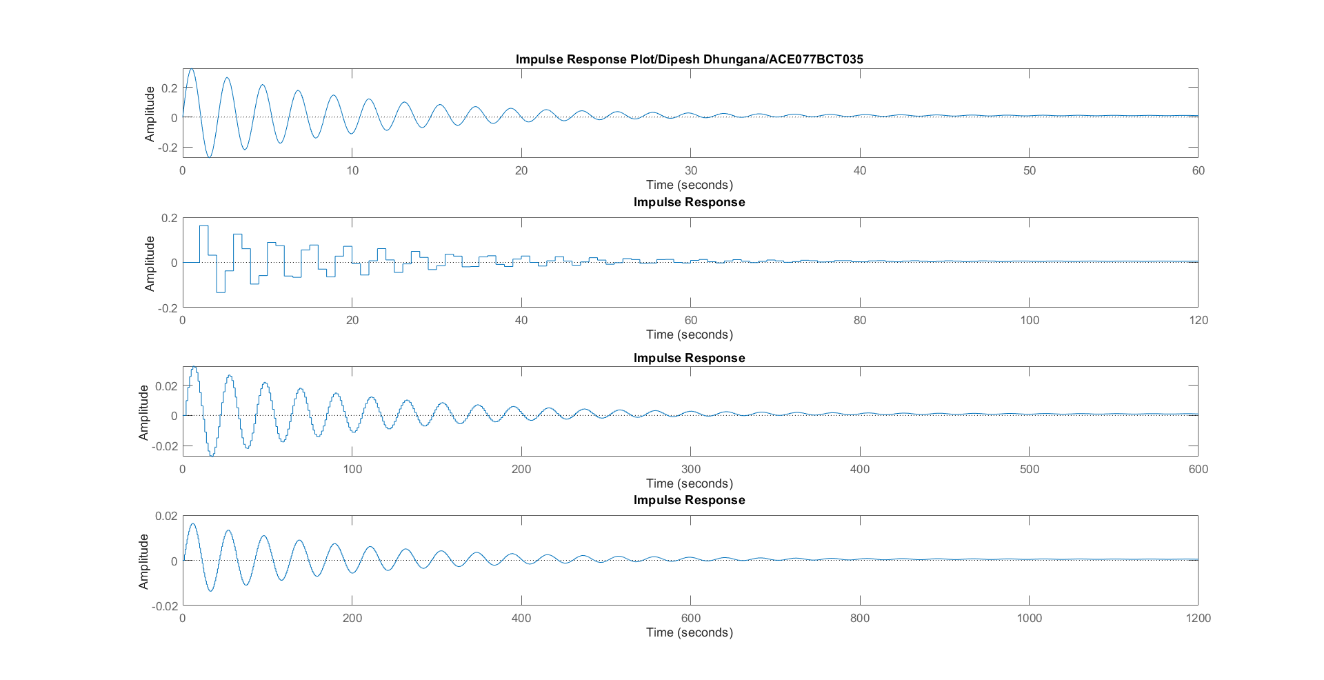 Impulse Response Plot/Dipesh Dhungana/ACE077BCT035
Amplitude
0.2
0
-0.2
0 10 20 30 40 50 60
Time (seconds)
Impulse Response
Amplitude
0.2
0
-0.2
0 20 40 60 80 100 120
Time (seconds)
Impulse Response
Amplitude
0.02
0
-0.02
0 100 200 300 400 500 600
Time (seconds)
Impulse Response
Amplitude
0.02
0
-0.02
0 200 400 600 800 1000 1200
Time (seconds)